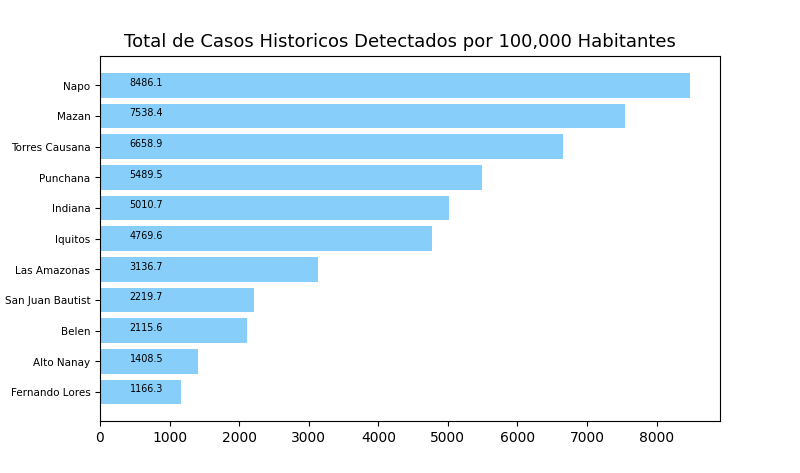 Total de Casos Historicos Detectados por 100,000 Habitantes
Napo 8486.1
Mazan 7538.4
Torres Causana 6658.9
Punchana 5489.5
Indiana 5010.7
Iquitos 4769.6
Las Amazonas 3136.7
San Juan Bautist 2219.7
Belen 2115.6
Alto Nanay 1408.5
Fernando Lores 1166.3
0 1000 2000 3000 4000 5000 6000 7000 8000